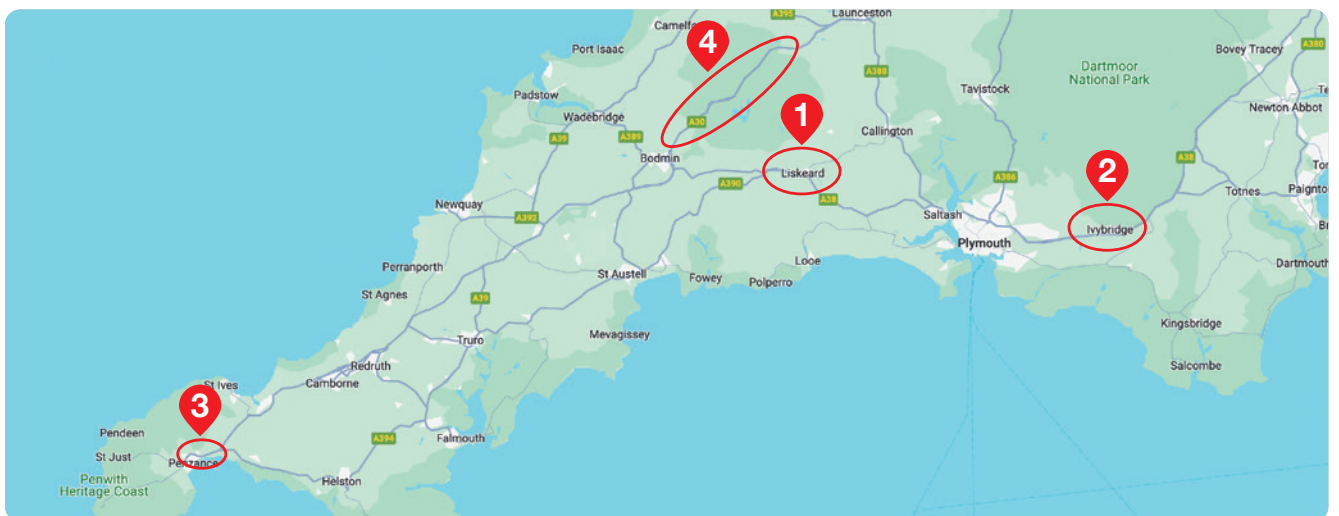 A395
Launceston
Camelfo
4
Bovey Tracey
A380
Port Isaac
Dartmoor
National Park
A388
Tavistock
Padstow
Newton Abbot
Wadebridge
A30
1
A39
A389
Callington
Bodmin
A38
2
Liskeard
A390
A386
Totnes
Paignto
Newquay
A38
Saltash
A392
Ivybridge
Plymouth
Looe
Perranporth
St Austell
Fowey
Polperro
Dartmouth
St Agnes
A39
Kingsbridge
Truro
Mevagissey
Redruth
Salcombe
St Ives
Camborne
3
Pendeen
A394
Falmouth
St Just
Penzance
Penwith
Heritage Coast
Helston